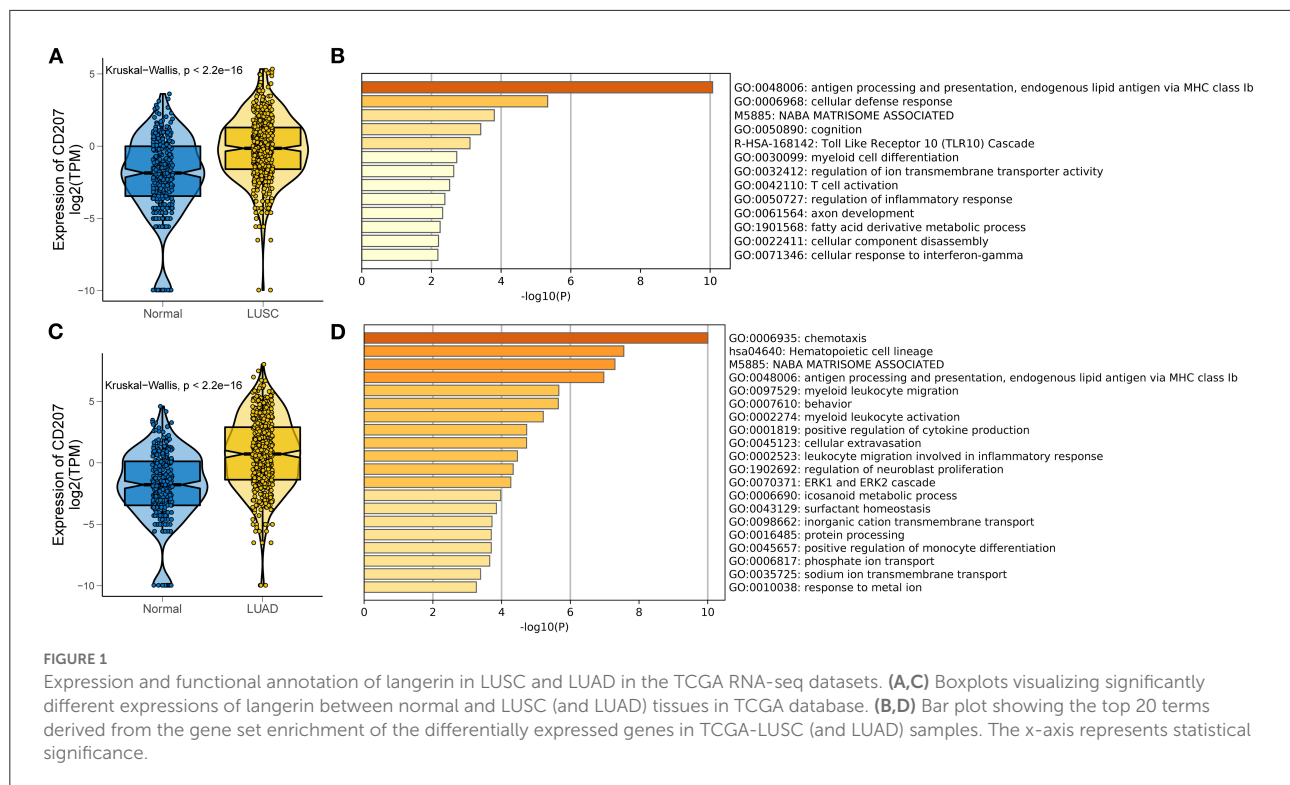 A
Kruskal−Wallis, p < 2.2e−16
Expression of CD207
log2(TPM)
5
0
−5
−10
Normal
LUSC
B
GO:0048006: antigen processing and presentation, endogenous lipid antigen via MHC class Ib
GO:0006968: cellular defense response
M5885: NABA MATRISOME ASSOCIATED
GO:0050890: cognition
R-HSA-168142: Toll Like Receptor 10 (TLR10) Cascade
GO:0030099: myeloid cell differentiation
GO:0032412: regulation of ion transmembrane transporter activity
GO:0042110: T cell activation
GO:0050727: regulation of inflammatory response
GO:0061564: axon development
GO:1901568: fatty acid derivative metabolic process
GO:0022411: cellular component disassembly
GO:0071346: cellular response to interferon-gamma
0 2 4 6 8 10
-log10(P)
C
Kruskal−Wallis, p < 2.2e−16
Expression of CD207
log2(TPM)
5
0
−5
−10
Normal
LUAD
D
GO:0006935: chemotaxis
hsa04640: Hematopoietic cell lineage
M5885: NABA MATRISOME ASSOCIATED
GO:0048006: antigen processing and presentation, endogenous lipid antigen via MHC class Ib
GO:0097529: myeloid leukocyte migration
GO:0007610: behavior
GO:0002274: myeloid leukocyte activation
GO:0001819: positive regulation of cytokine production
GO:0045123: cellular extravasation
GO:0002523: leukocyte migration involved in inflammatory response
GO:1902692: regulation of neuroblast proliferation
GO:0070371: ERK1 and ERK2 cascade
GO:0006690: icosanoid metabolic process
GO:0043129: surfactant homeostasis
GO:0098662: inorganic cation transmembrane transport
GO:0016485: protein processing
GO:0045657: positive regulation of monocyte differentiation
GO:0006817: phosphate ion transport
GO:0035725: sodium ion transmembrane transport
GO:0010038: response to metal ion
0 2 4 6 8 10
-log10(P)
FIGURE 1
Expression and functional annotation of langerin in LUSC and LUAD in the TCGA RNA-seq datasets. (A,C) Boxplots visualizing significantly
different expressions of langerin between normal and LUSC (and LUAD) tissues in TCGA database. (B,D) Bar plot showing the top 20 terms
derived from the gene set enrichment of the differentially expressed genes in TCGA-LUSC (and LUAD) samples. The x-axis represents statistical
significance.